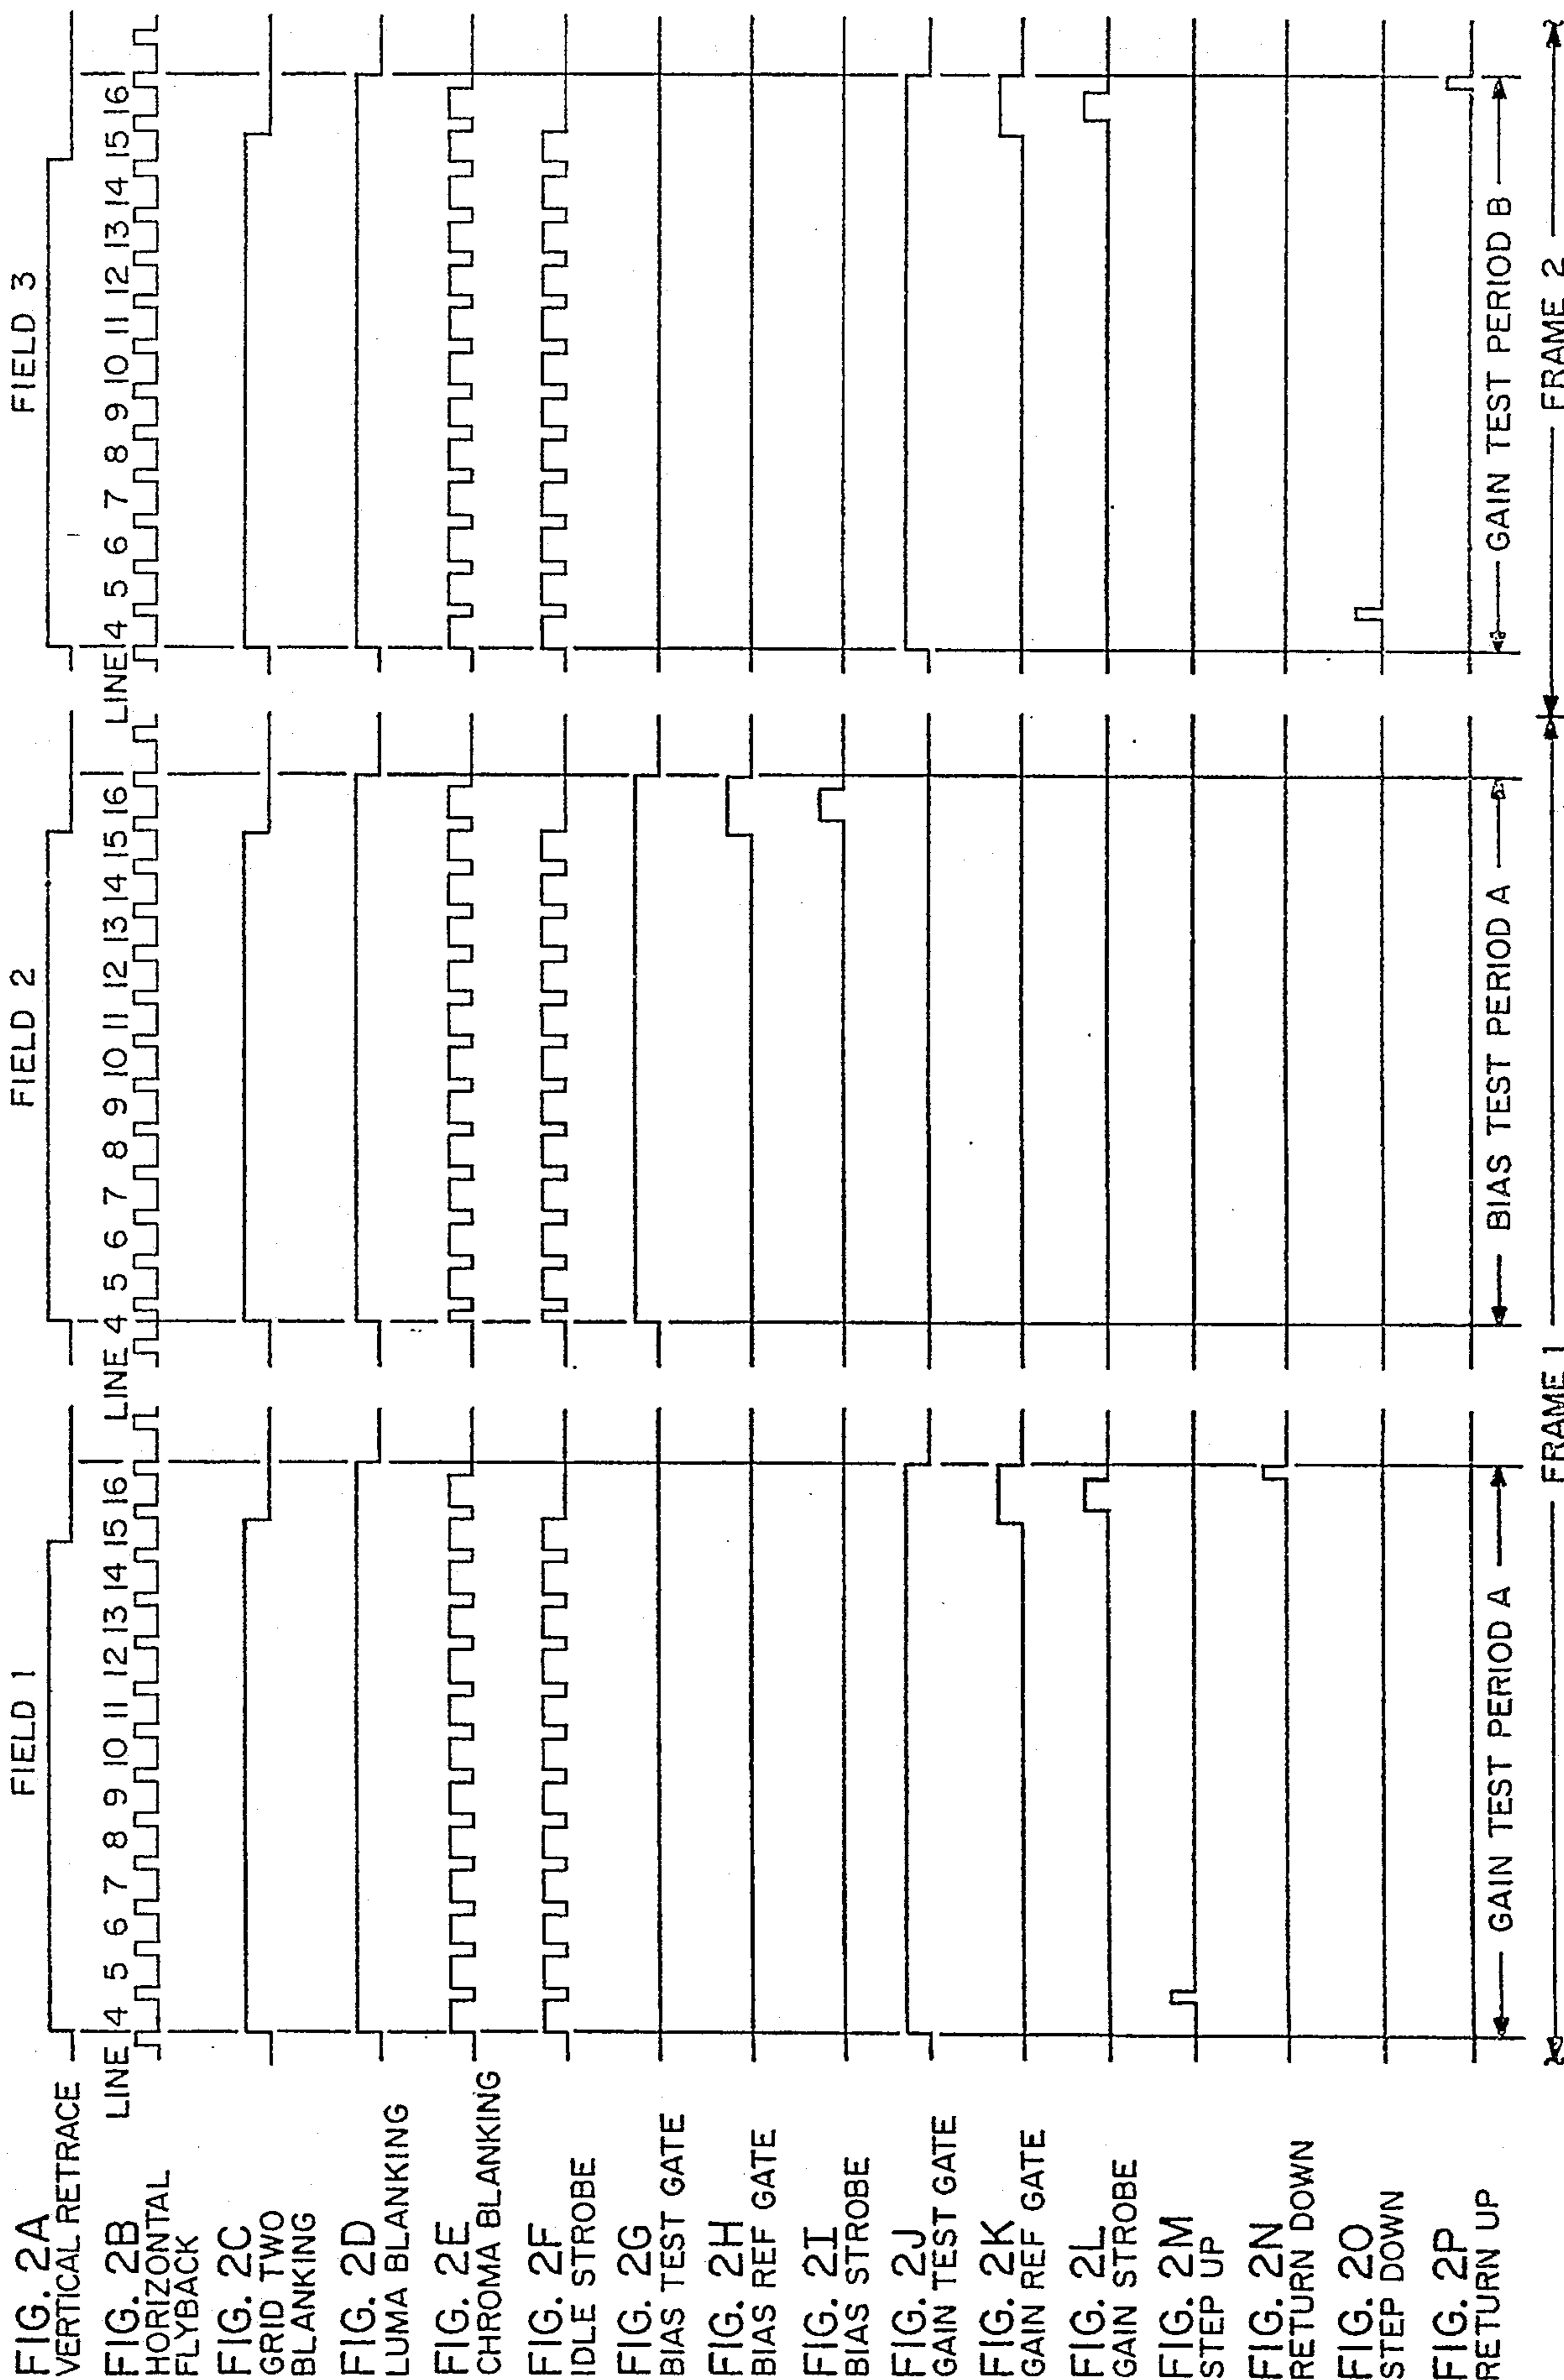 FIELD 1
FIELD 2
FIELD 3
FIG. 2A
VERTICAL RETRACE
FIG. 2B
HORIZONTAL
FLYBACK
LINE 4 5 6 7 8 9 10 11 12 13 14 15 16
LINE 4 5 6 7 8 9 10 11 12 13 14 15 16
LINE 4 5 6 7 8 9 10 11 12 13 14 15 16
FIG. 2C
GRID TWO
BLANKING
FIG. 2D
LUMA BLANKING
FIG. 2E
CHROMA BLANKING
FIG. 2F
IDLE STROBE
FIG. 2G
BIAS TEST GATE
FIG. 2H
BIAS REF GATE
FIG. 2I
BIAS STROBE
FIG. 2J
GAIN TEST GATE
FIG. 2K
GAIN REF GATE
FIG. 2L
GAIN STROBE
FIG. 2M
STEP UP
FIG. 2N
RETURN DOWN
FIG. 2O
STEP DOWN
FIG. 2P
RETURN UP
GAIN TEST PERIOD A
BIAS TEST PERIOD A
GAIN TEST PERIOD B
FRAME 1
FRAME 2